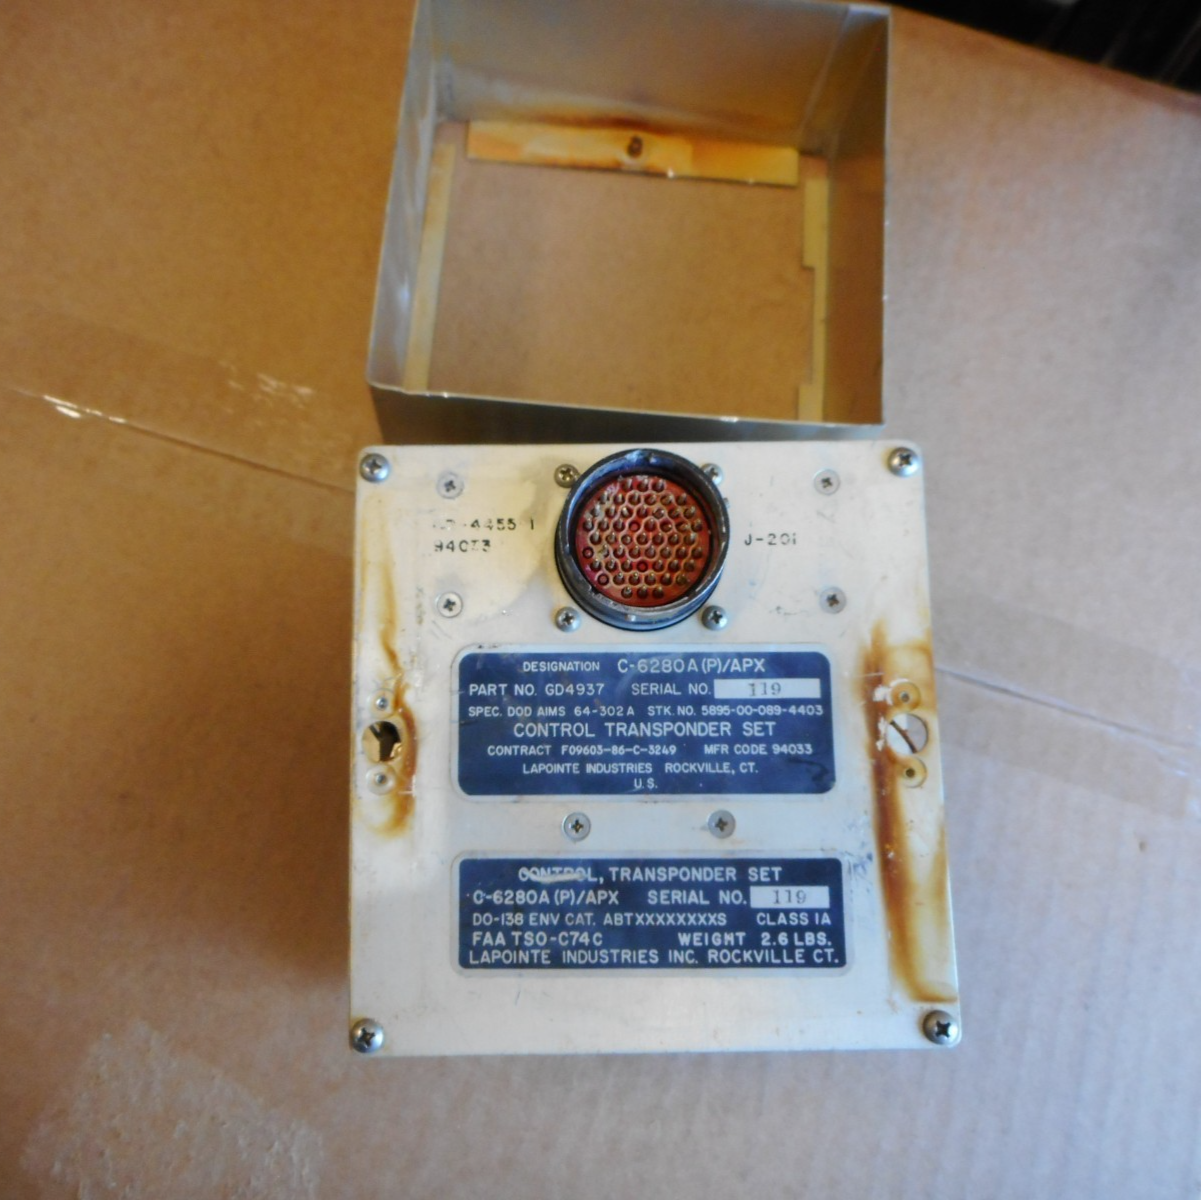 -4455-1
94033
J-201
DESIGNATION C-6280A(P)/APX
PART NO. GD4937 SERIAL NO. 119
SPEC. DOD AIMS 64-302A STK. NO. 5895-00-089-4403
CONTROL TRANSPONDER SET
CONTRACT F09603-86-C-3249 MFR CODE 94033
LAPOINTE INDUSTRIES ROCKVILLE, CT.
U.S.
CONTROL, TRANSPONDER SET
C-6280A(P)/APX SERIAL NO. 119
DO-138 ENV CAT. ABTXXXXXXXXS CLASS 1A
FAA TSO-C74C WEIGHT 2.6 LBS.
LAPOINTE INDUSTRIES INC. ROCKVILLE CT.